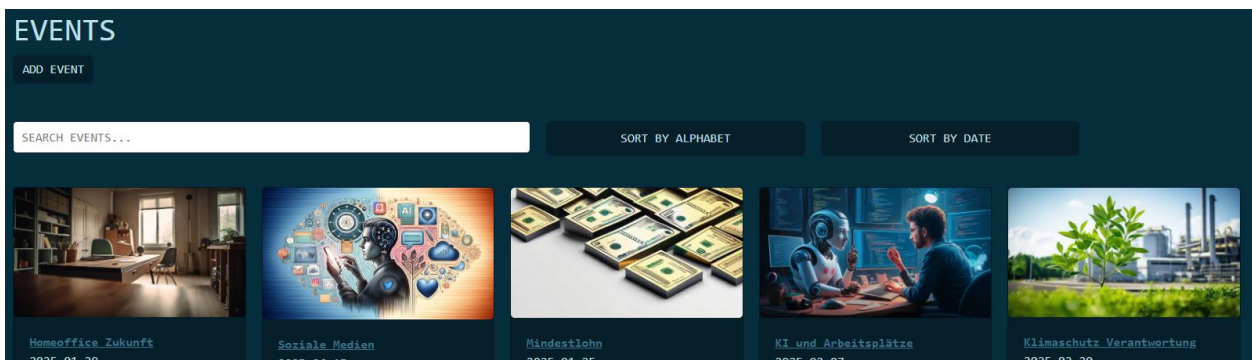 EVENTS
ADD EVENT
SEARCH EVENTS...
SORT BY ALPHABET
SORT BY DATE
AI
Homeoffice Zukunft
Soziale Medien
Mindestlohn
KI und Arbeitsplätze
Klimaschutz Verantwortung